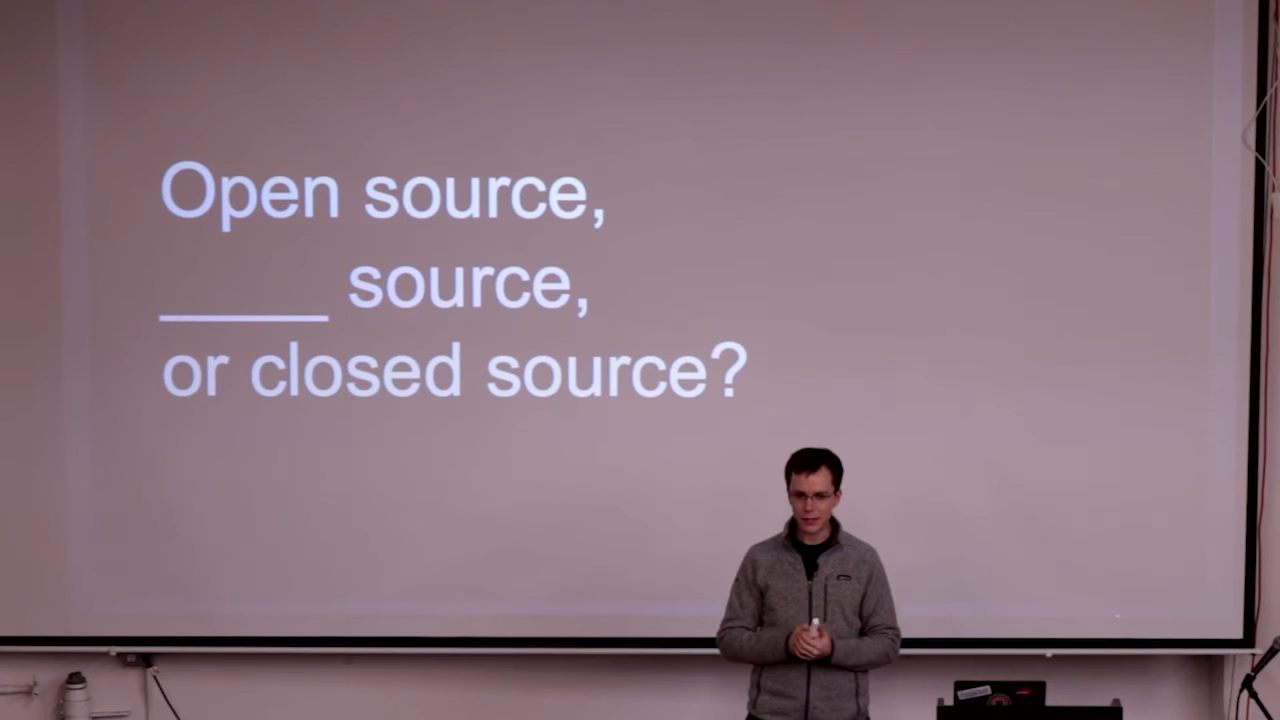 Open source,
_____ source,
or closed source?